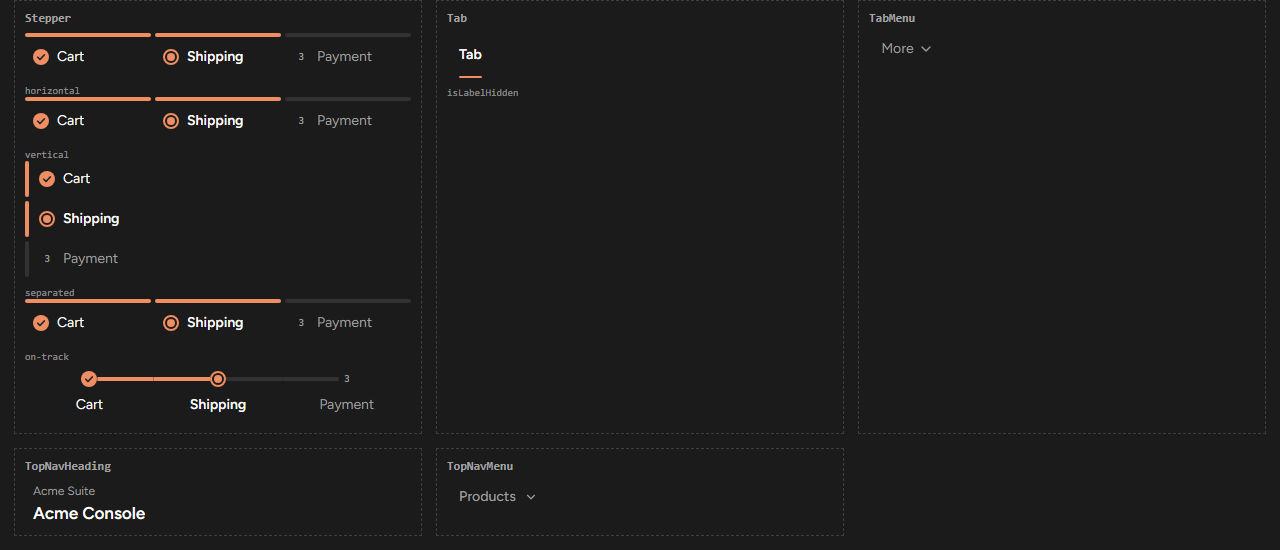 Stepper
Cart Shipping 3 Payment
horizontal
Cart Shipping 3 Payment
vertical
Cart
Shipping
3 Payment
separated
Cart Shipping 3 Payment
on-track
3
Cart Shipping Payment
Tab
Tab
isLabelHidden
TabMenu
More
TopNavHeading
Acme Suite
Acme Console
TopNavMenu
Products